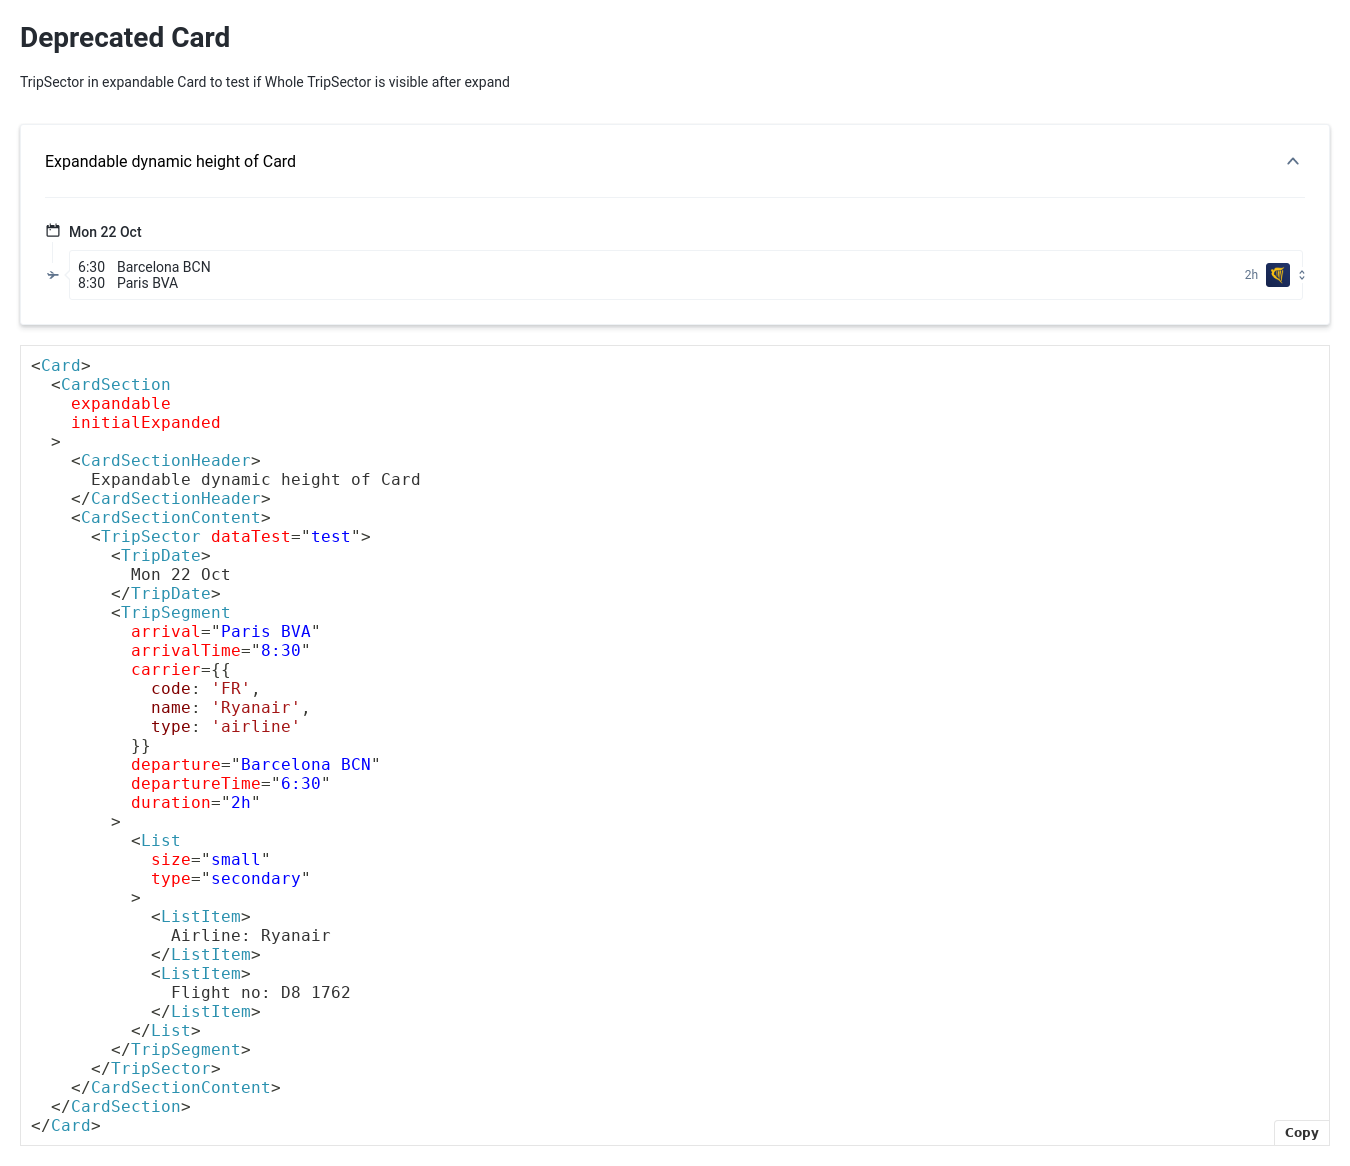 Deprecated Card
TripSector in expandable Card to test if Whole TripSector is visible after expand
Expandable dynamic height of Card
Mon 22 Oct
6:30 Barcelona BCN
8:30 Paris BVA
2h
<Card>
  <CardSection
    expandable
    initialExpanded
  >
    <CardSectionHeader>
      Expandable dynamic height of Card
    </CardSectionHeader>
    <CardSectionContent>
      <TripSector dataTest="test">
        <TripDate>
          Mon 22 Oct
        </TripDate>
        <TripSegment
          arrival="Paris BVA"
          arrivalTime="8:30"
          carrier={{
            code: 'FR',
            name: 'Ryanair',
            type: 'airline'
          }}
          departure="Barcelona BCN"
          departureTime="6:30"
          duration="2h"
        >
          <List
            size="small"
            type="secondary"
          >
            <ListItem>
              Airline: Ryanair
            </ListItem>
            <ListItem>
              Flight no: D8 1762
            </ListItem>
          </List>
        </TripSegment>
      </TripSector>
    </CardSectionContent>
  </CardSection>
</Card>
Copy